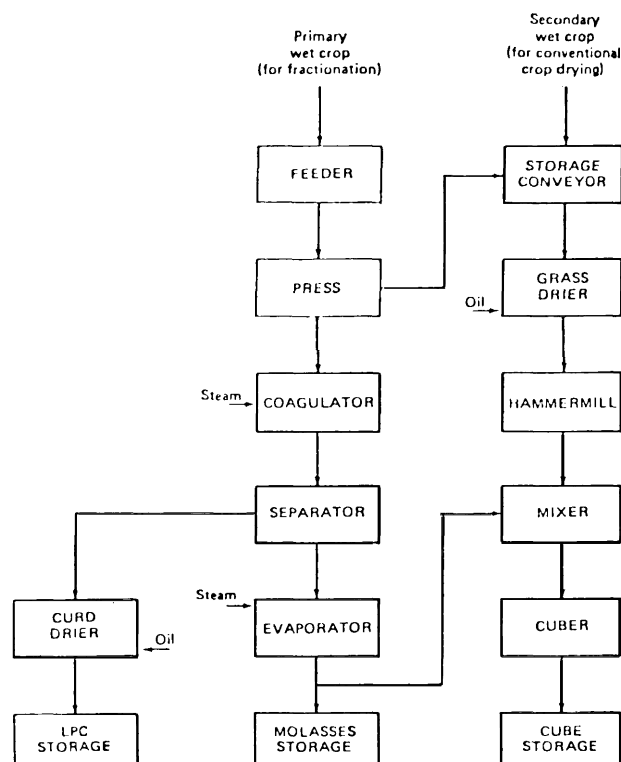 Primary
wet crop
(for fractionation)
Secondary
wet crop
(for conventional
crop drying)
FEEDER
STORAGE
CONVEYOR
PRESS
GRASS
DRIER
Oil
Steam
COAGULATOR
HAMMERMILL
SEPARATOR
MIXER
Steam
CURD
DRIER
Oil
EVAPORATOR
CUBER
LPC
STORAGE
MOLASSES
STORAGE
CUBE
STORAGE